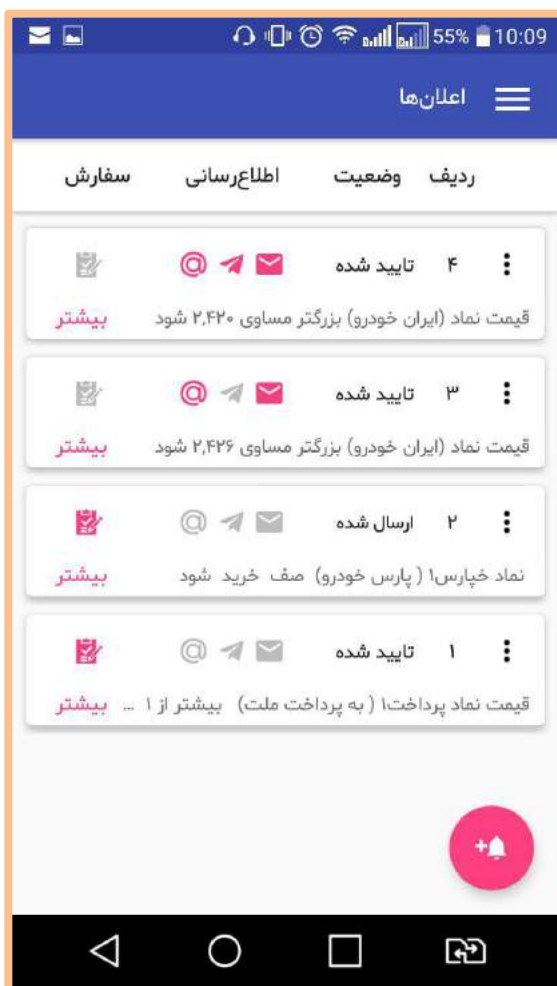 55% 10:09
اعلان‌ها
ردیف وضعیت اطلاع‌رسانی سفارش
۴ تایید شده @
قیمت نماد (ایران خودرو) بزرگتر مساوی ۲,۴۲۰ شود بیشتر
۳ تایید شده @
قیمت نماد (ایران خودرو) بزرگتر مساوی ۲,۴۲۶ شود بیشتر
۲ ارسال شده @
نماد خپارس۱ ( پارس خودرو) صف خرید شود بیشتر
۱ تایید شده @
قیمت نماد پرداخت۱ ( به پرداخت ملت) بیشتر از ۱ ... بیشتر